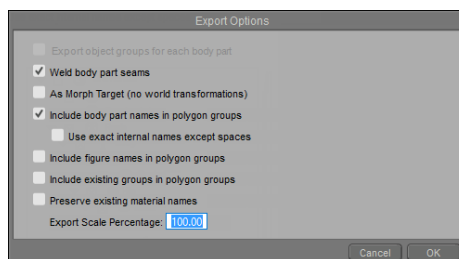 Export Options
Export object groups for each body part
Weld body part seams
As Morph Target (no world transformations)
Include body part names in polygon groups
Use exact internal names except spaces
Include figure names in polygon groups
Include existing groups in polygon groups
Preserve existing material names
Export Scale Percentage: 100.00
Cancel OK